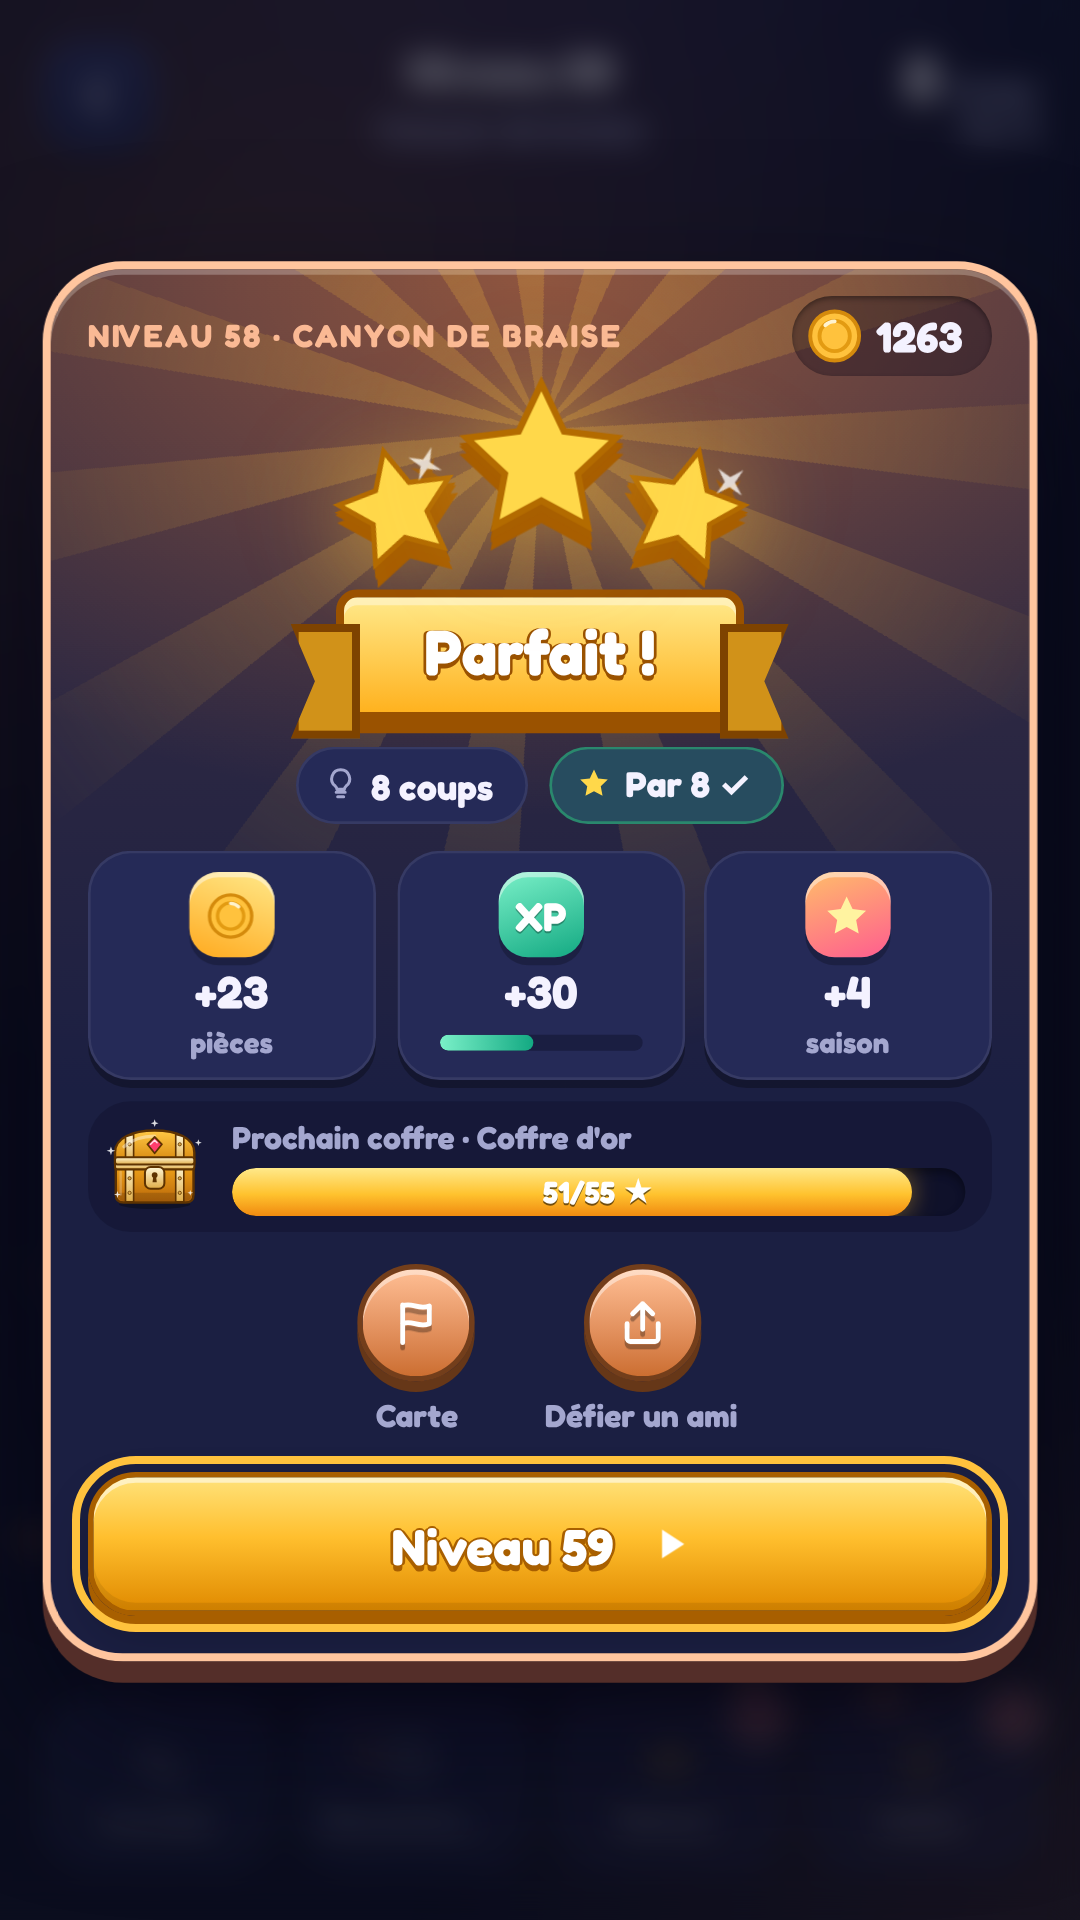 NIVEAU 58 · CANYON DE BRAISE
1263
Parfait !
8 coups
Par 8 ✓
XP
+23
+30
+4
pièces
saison
Prochain coffre · Coffre d'or
51/55 ★
Carte
Défier un ami
Niveau 59